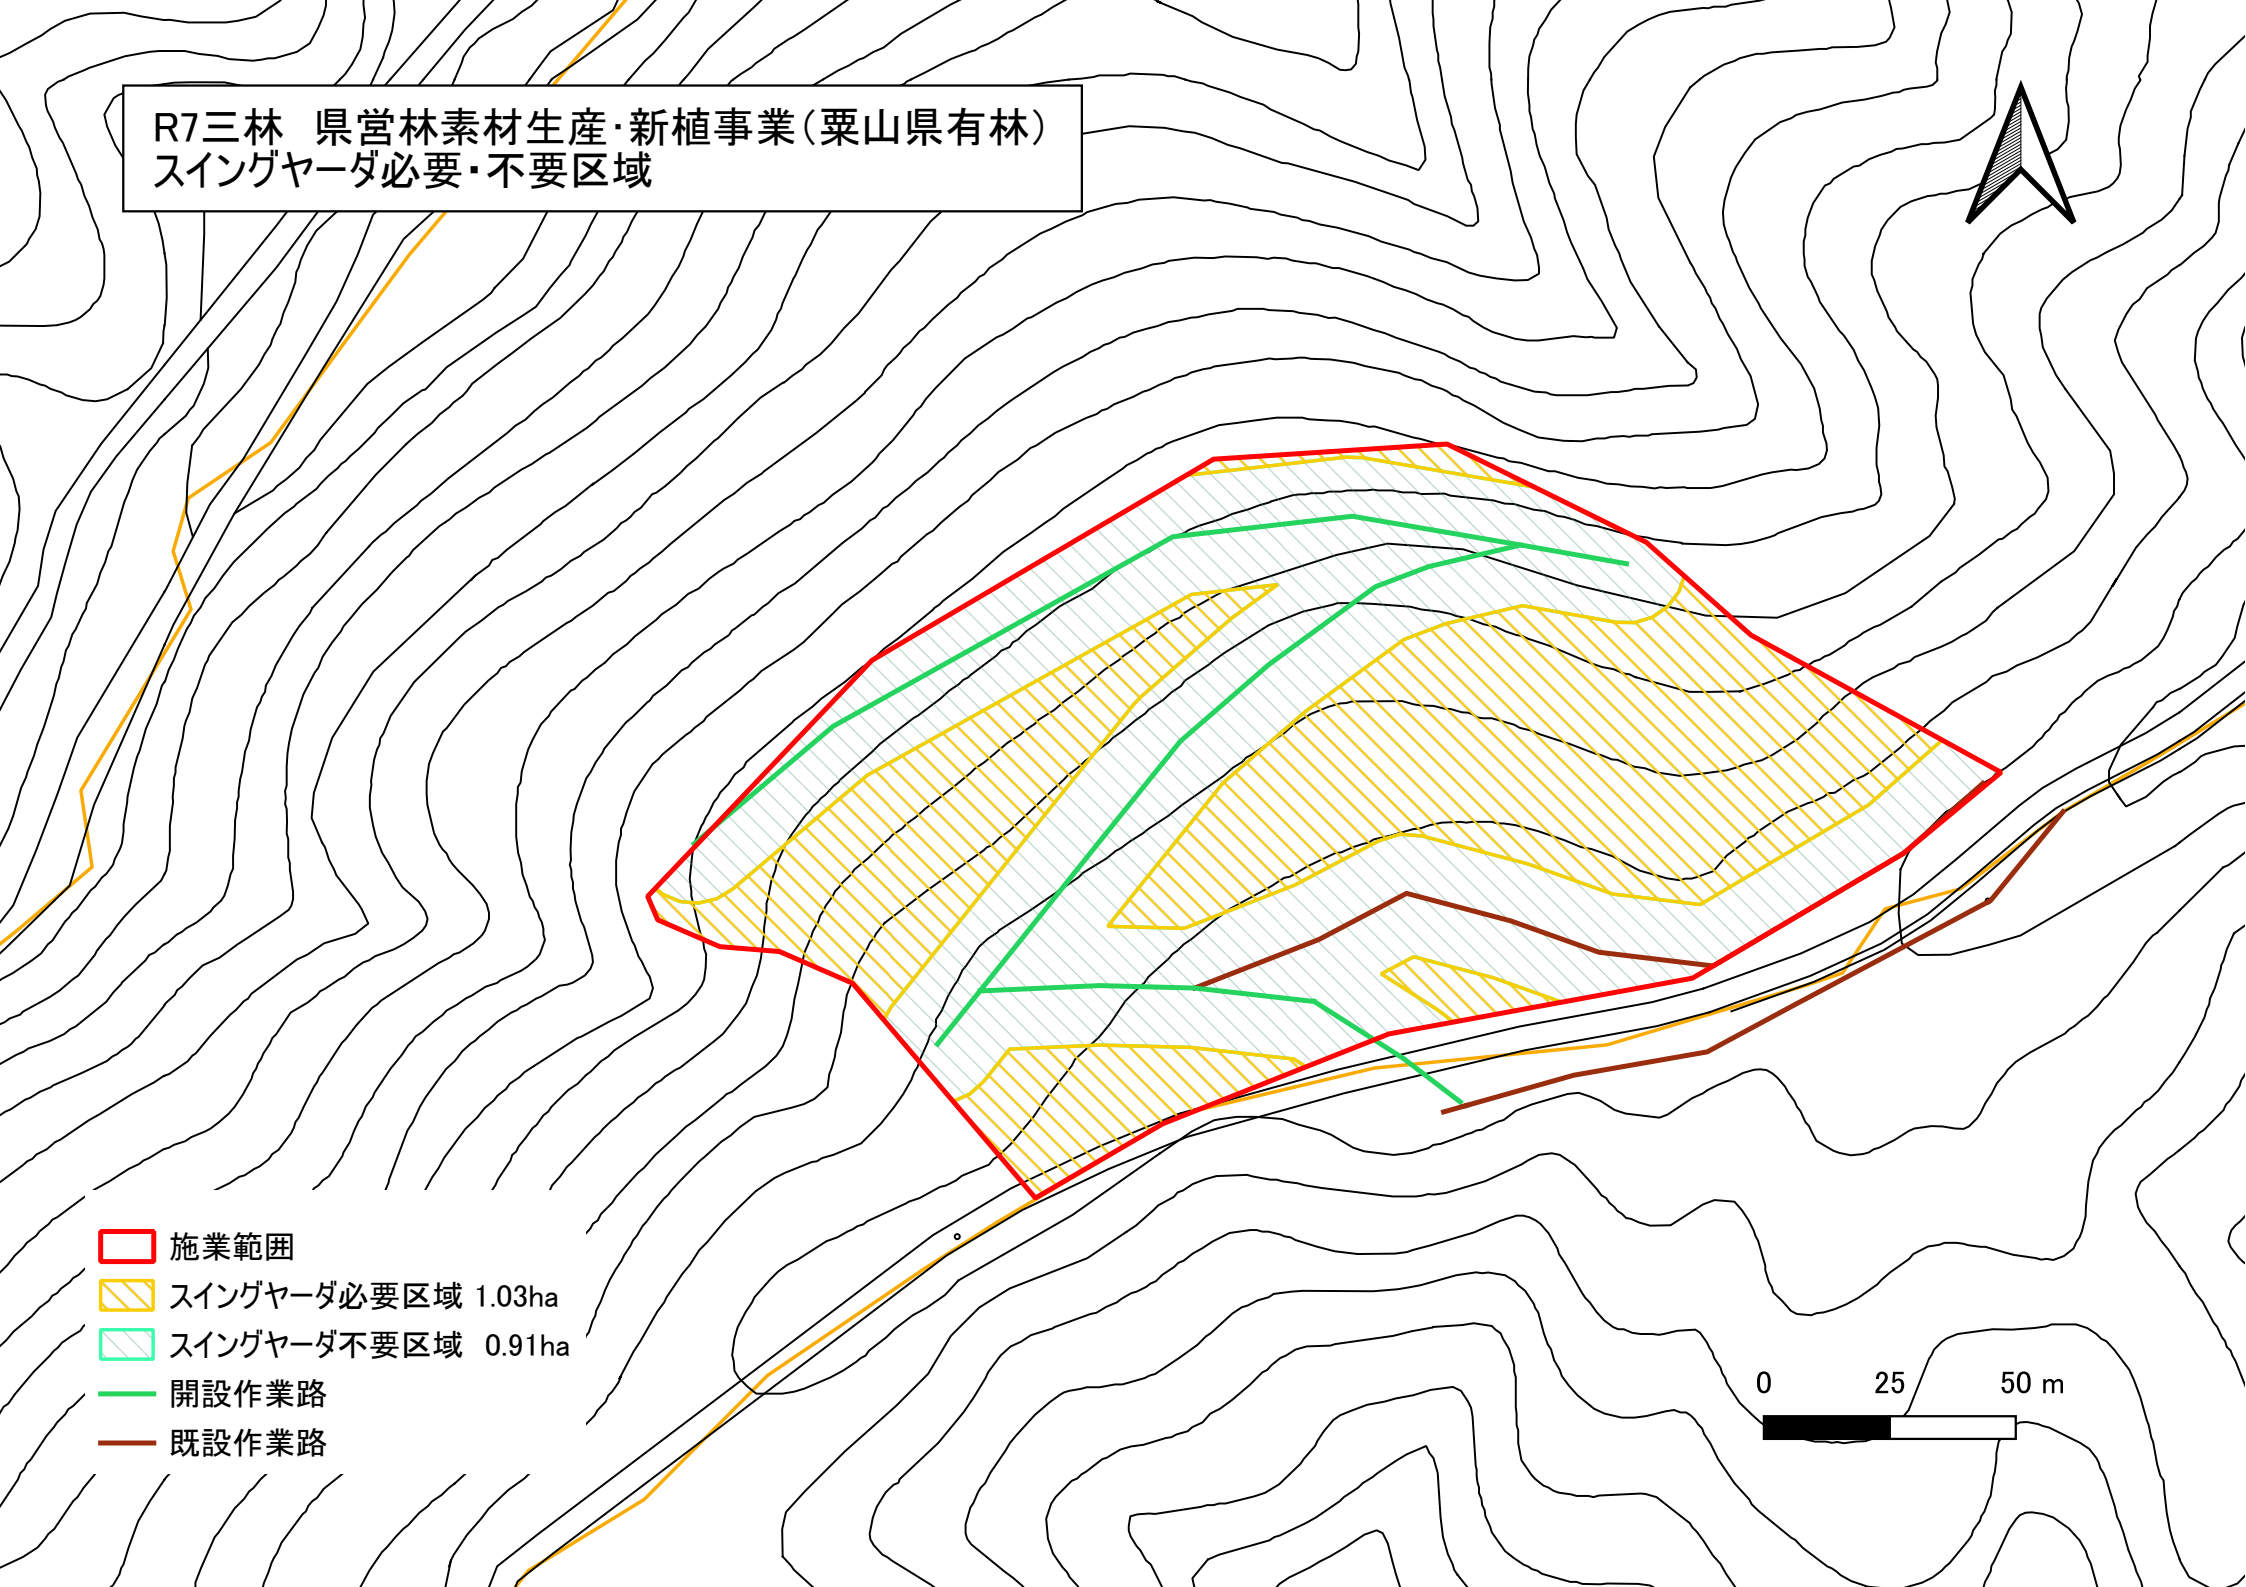 R7三林　県営林素材生産・新植事業（粟山県有林）
スイングヤーダ必要・不要区域
施業範囲
スイングヤーダ必要区域 1.03ha
スイングヤーダ不要区域 0.91ha
開設作業路
既設作業路
0 25 50 m